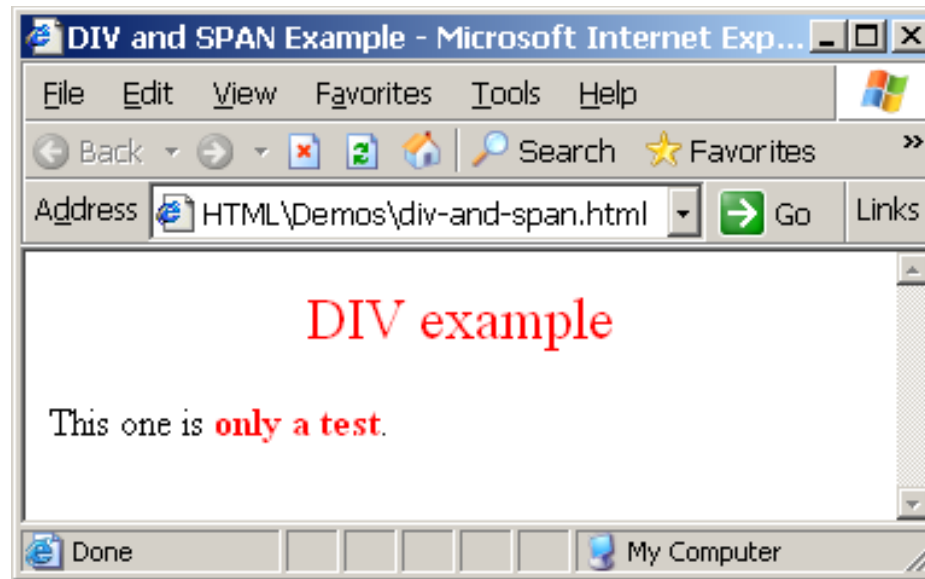 DIV and SPAN Example - Microsoft Internet Exp...
File Edit View Favorites Tools Help
Back Search Favorites »
Address HTML\Demos\div-and-span.html Go Links
DIV example
This one is only a test.
Done My Computer